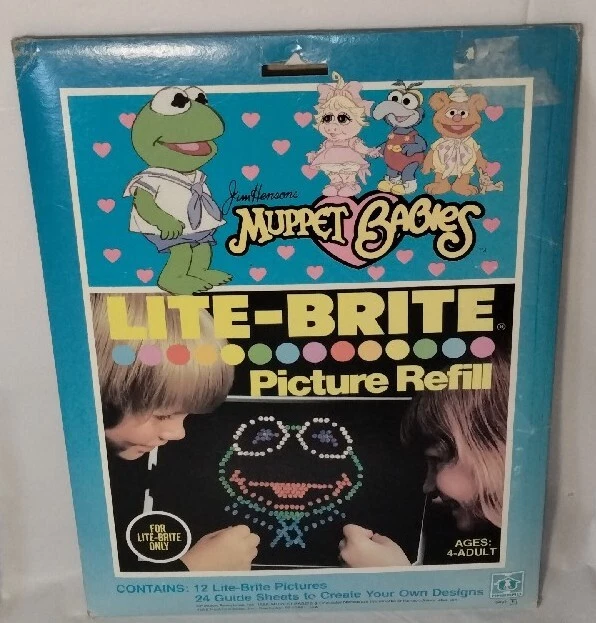 Jim Henson's
MUPPET BABIES
LITE-BRITE®
Picture Refill
FOR
LITE-BRITE
ONLY
AGES:
4-ADULT
CONTAINS: 12 Lite-Brite Pictures
24 Guide Sheets to Create Your Own Designs